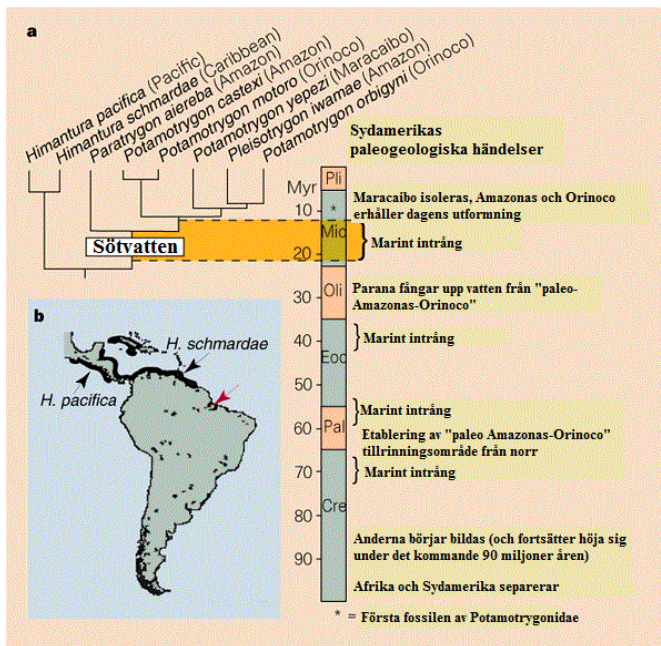 a
Himantura pacifica (Pacific)
Himantura schmardae (Caribbean)
Paratrygon aiereba (Amazon)
Potamotrygon castexi (Amazon)
Potamotrygon motoro (Orinoco)
Potamotrygon yepezi (Maracaibo)
Pleisotrygon iwamae (Amazon)
Potamotrygon orbigyni (Orinoco)
Sydamerikas
paleogeologiska händelser
Myr
Pli
10
*
Mio
20
Oli
30
40
Eoc
50
Pal
60
70
Cre
80
90
Maracaibo isoleras, Amazonas och Orinoco
erhåller dagens utformning
Sötvatten
Marint intrång
Parana fångar upp vatten från "paleo-
Amazonas-Orinoco"
Marint intrång
Marint intrång
Etablering av "paleo Amazonas-Orinoco"
tillrinningsområde från norr
Marint intrång
Anderna börjar bildas (och fortsätter höja sig
under det kommande 90 miljoner åren)
Afrika och Sydamerika separerar
* = Första fossilen av Potamotrygonidae
b
H. schmardae
H. pacifica